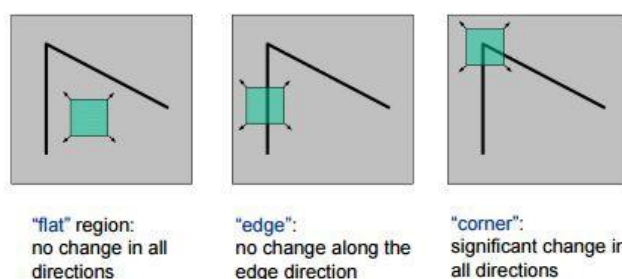 “flat” region:
no change in all
directions
“edge”:
no change along the
edge direction
“corner”:
significant change in
all directions